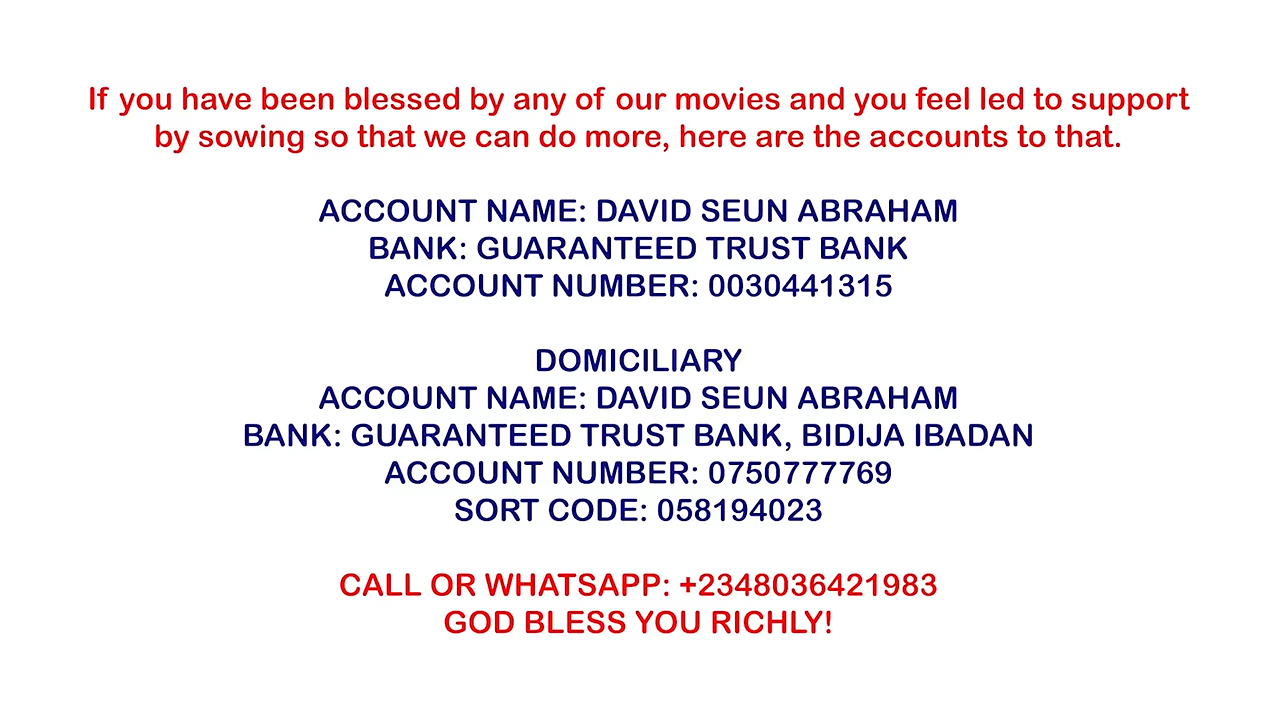 If you have been blessed by any of our movies and you feel led to support
by sowing so that we can do more, here are the accounts to that.
ACCOUNT NAME: DAVID SEUN ABRAHAM
BANK: GUARANTEED TRUST BANK
ACCOUNT NUMBER: 0030441315
DOMICILIARY
ACCOUNT NAME: DAVID SEUN ABRAHAM
BANK: GUARANTEED TRUST BANK, BIDIJA IBADAN
ACCOUNT NUMBER: 0750777769
SORT CODE: 058194023
CALL OR WHATSAPP: +2348036421983
GOD BLESS YOU RICHLY!